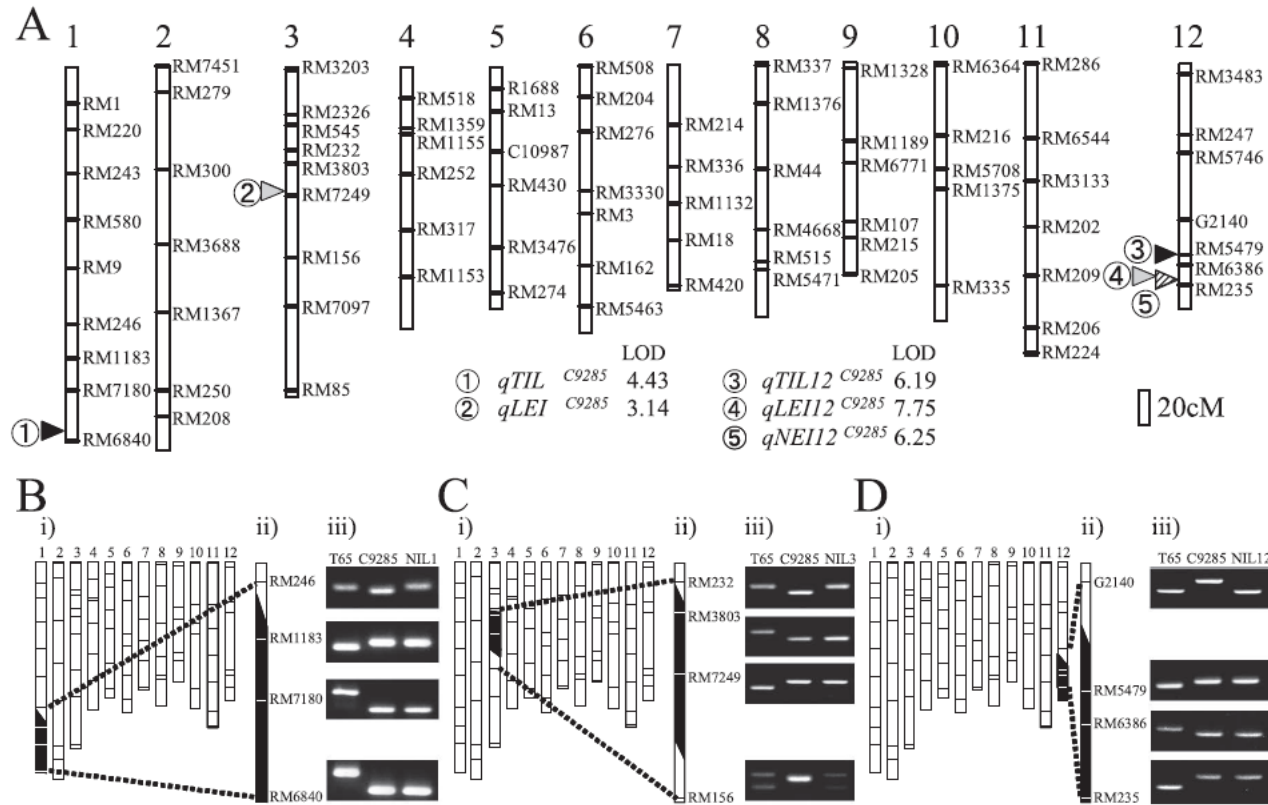 A
1 2 3 4 5 6 7 8 9 10 11 12
RM1
RM220
RM243
RM580
RM9
RM246
RM1183
RM7180
RM6840
①
RM7451
RM279
RM300
RM3688
RM1367
RM250
RM208
RM3203
RM2326
RM545
RM232
RM3803
RM7249
RM156
RM7097
RM85
②
RM518
RM1359
RM1155
RM252
RM317
RM1153
R1688
RM13
C10987
RM430
RM3476
RM274
RM508
RM204
RM276
RM3330
RM3
RM162
RM5463
RM214
RM336
RM1132
RM18
RM420
RM337
RM1376
RM44
RM4668
RM515
RM5471
RM1328
RM1189
RM6771
RM107
RM215
RM205
RM6364
RM216
RM5708
RM1375
RM335
RM286
RM6544
RM3133
RM202
RM209
RM206
RM224
RM3483
RM247
RM5746
G2140
RM5479
RM6386
RM235
③
④
⑤
LOD
① qTIL C9285 4.43
② qLEI C9285 3.14
LOD
③ qTIL12 C9285 6.19
④ qLEI12 C9285 7.75
⑤ qNEI12 C9285 6.25
20cM
B
i) ii) iii)
1 2 3 4 5 6 7 8 9 10 11 12
RM246
RM1183
RM7180
RM6840
T65 C9285 NIL1
C
i) ii) iii)
1 2 3 4 5 6 7 8 9 10 11 12
RM232
RM3803
RM7249
RM156
T65 C9285 NIL3
D
i) ii) iii)
1 2 3 4 5 6 7 8 9 10 11 12
G2140
RM5479
RM6386
RM235
T65 C9285 NIL12